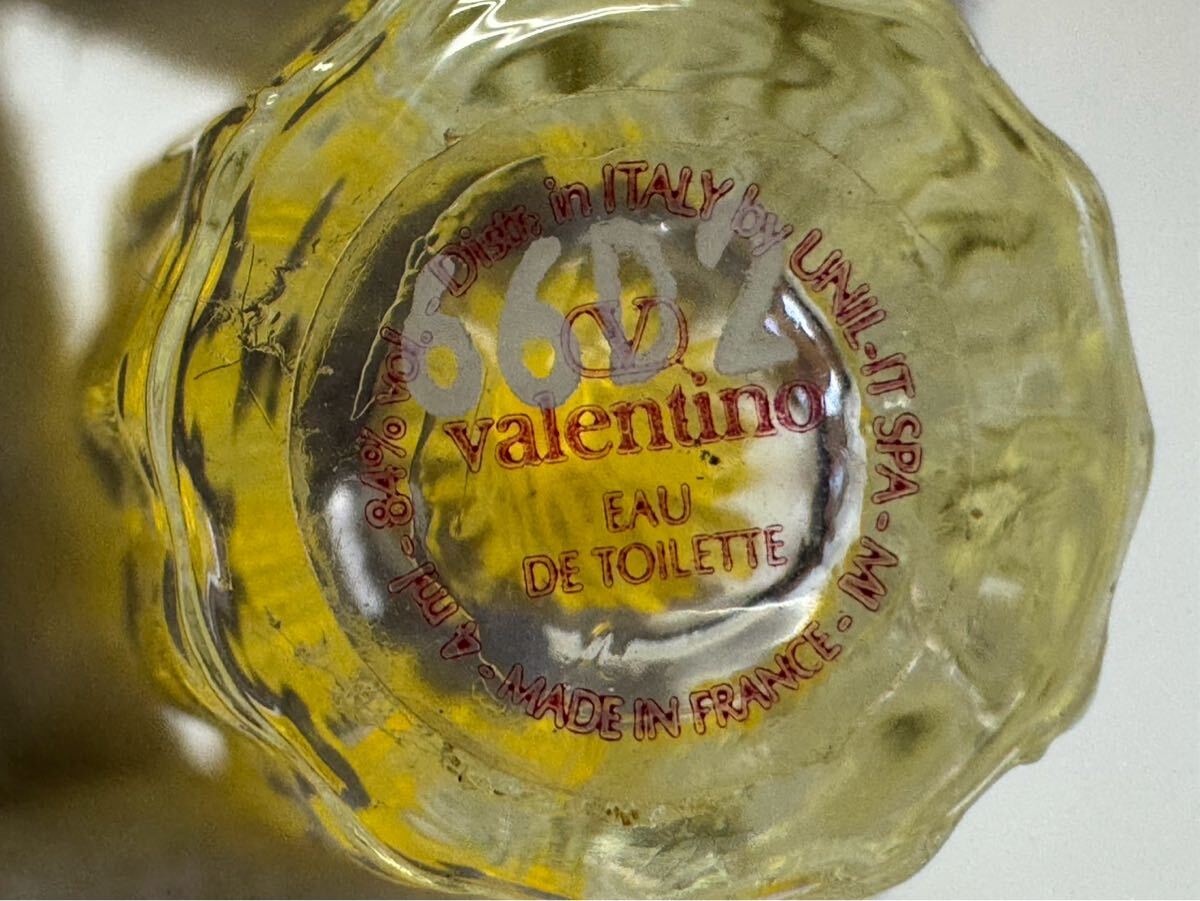 66D2
V
valentino
EAU
DE TOILETTE
Distr. in ITALY by UNIL-IT SPA - MI - MADE IN FRANCE - 4 ml - 84% vol. -